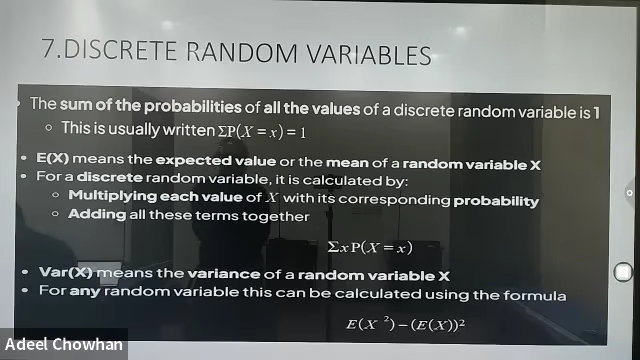 7.DISCRETE RANDOM VARIABLES
• The sum of the probabilities of all the values of a discrete random variable is 1
○ This is usually written ΣP(X = x) = 1
• E(X) means the expected value or the mean of a random variable X
• For a discrete random variable, it is calculated by:
○ Multiplying each value of X with its corresponding probability
○ Adding all these terms together
ΣxP(X = x)
• Var(X) means the variance of a random variable X
• For any random variable this can be calculated using the formula
E(X ²) – (E(X))²
Adeel Chowhan